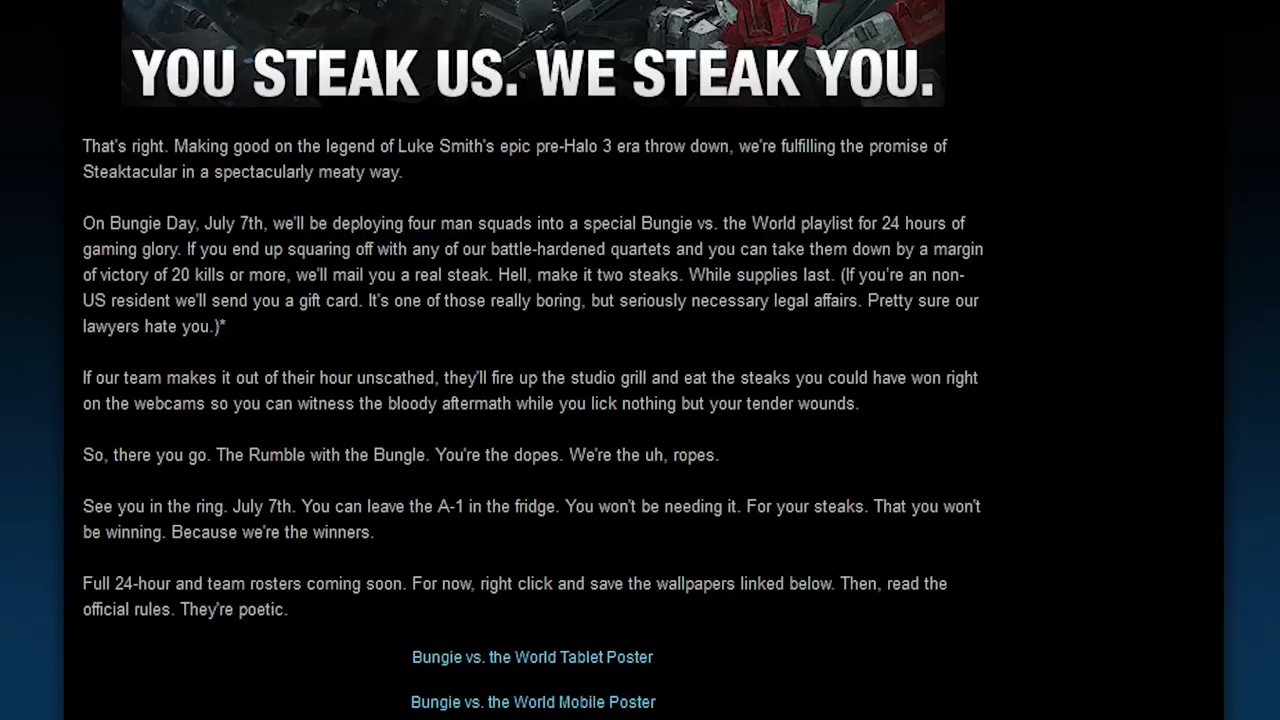 YOU STEAK US. WE STEAK YOU.
That's right. Making good on the legend of Luke Smith's epic pre-Halo 3 era throw down, we're fulfilling the promise of
Steaktacular in a spectacularly meaty way.
On Bungie Day, July 7th, we'll be deploying four man squads into a special Bungie vs. the World playlist for 24 hours of
gaming glory. If you end up squaring off with any of our battle-hardened quartets and you can take them down by a margin
of victory of 20 kills or more, we'll mail you a real steak. Hell, make it two steaks. While supplies last. (If you're an non-
US resident we'll send you a gift card. It's one of those really boring, but seriously necessary legal affairs. Pretty sure our
lawyers hate you.)*
If our team makes it out of their hour unscathed, they'll fire up the studio grill and eat the steaks you could have won right
on the webcams so you can witness the bloody aftermath while you lick nothing but your tender wounds.
So, there you go. The Rumble with the Bungle. You're the dopes. We're the uh, ropes.
See you in the ring. July 7th. You can leave the A-1 in the fridge. You won't be needing it. For your steaks. That you won't
be winning. Because we're the winners.
Full 24-hour and team rosters coming soon. For now, right click and save the wallpapers linked below. Then, read the
official rules. They're poetic.
Bungie vs. the World Tablet Poster
Bungie vs. the World Mobile Poster